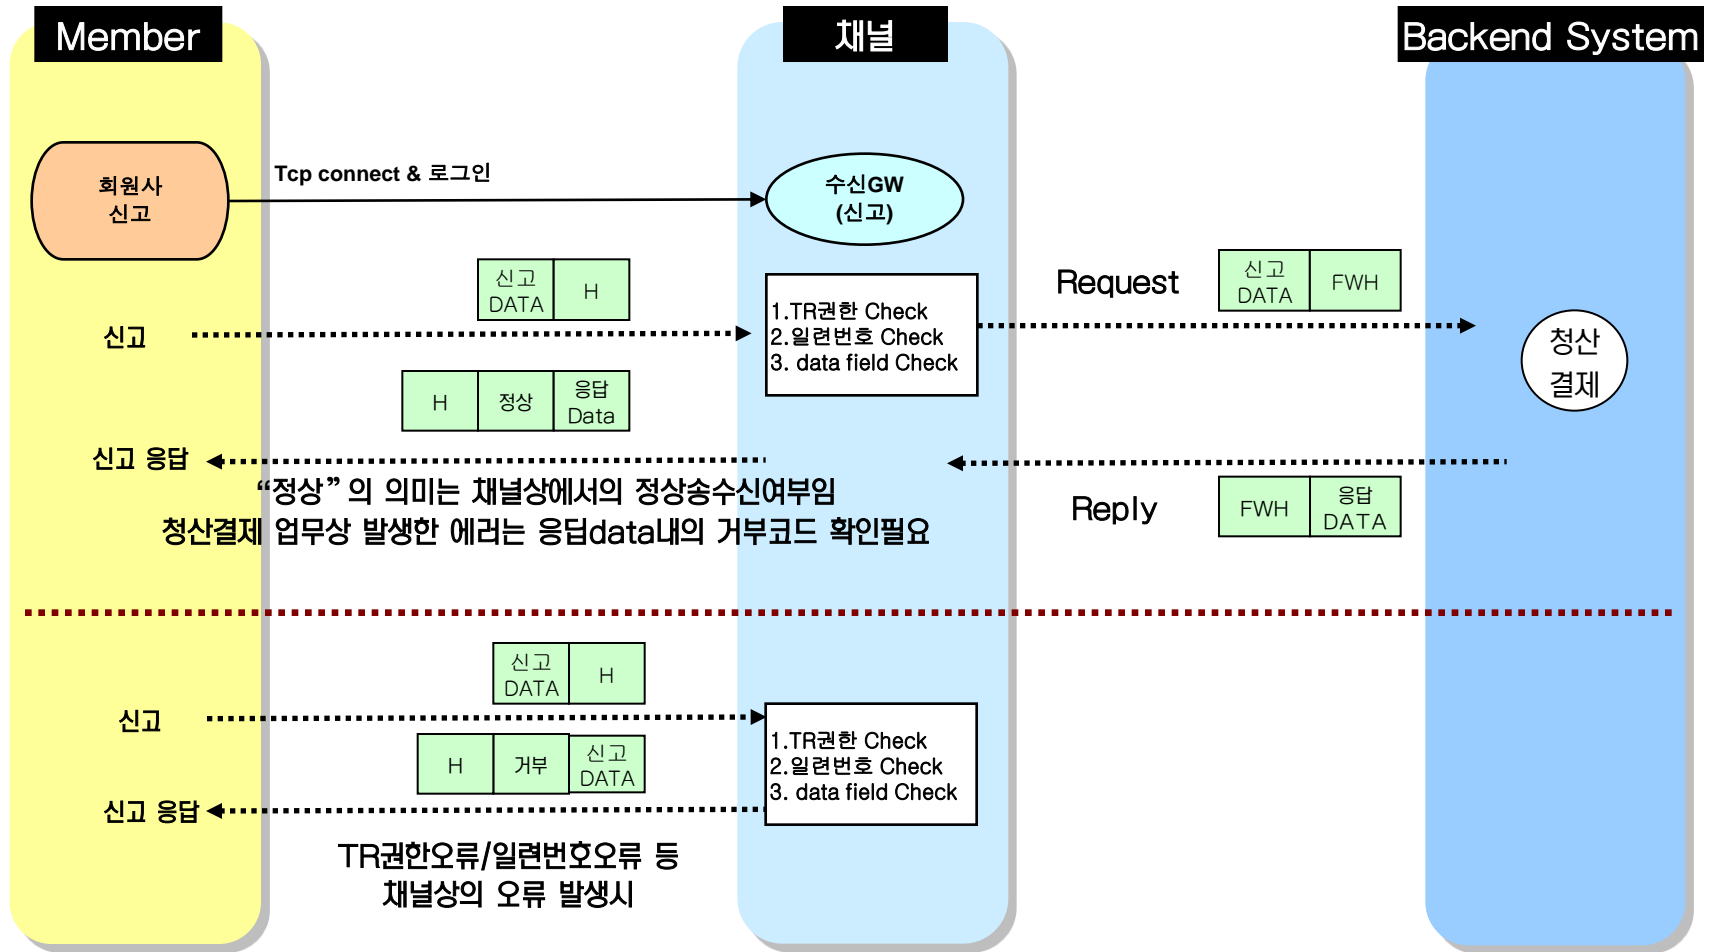 Member
채널
Backend System
회원사
신고
Tcp connect & 로그인
수신GW
(신고)
신고
DATA
H
Request
신고
DATA
FWH
신고
1.TR권한 Check
2.일련번호 Check
3. data field Check
청산
결제
H
정상
응답
Data
신고 응답
“정상”의 의미는 채널상에서의 정상송수신여부임
청산결제 업무상 발생한 에러는 응딥data내의 거부코드 확인필요
Reply
FWH
응답
DATA
신고
DATA
H
신고
1.TR권한 Check
2.일련번호 Check
3. data field Check
H
거부
신고
DATA
신고 응답
TR권한오류/일련번호오류 등
채널상의 오류 발생시